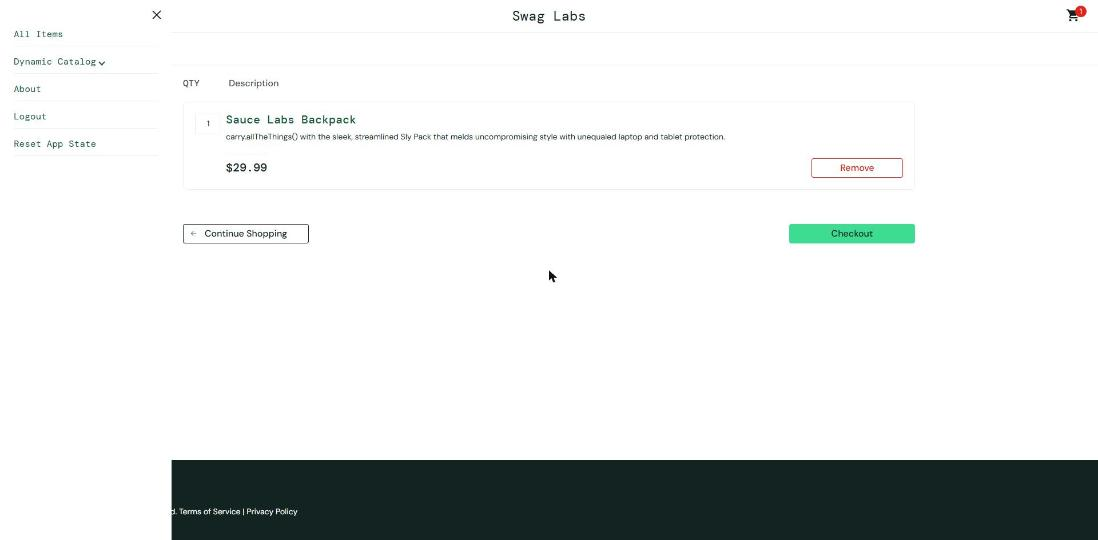 Swag Labs
1
All Items
Dynamic Catalog
About
Logout
Reset App State
QTY Description
1
Sauce Labs Backpack
carry.allTheThings() with the sleek, streamlined Sly Pack that melds uncompromising style with unequaled laptop and tablet protection.
$29.99
Remove
Continue Shopping
Checkout
d. Terms of Service | Privacy Policy